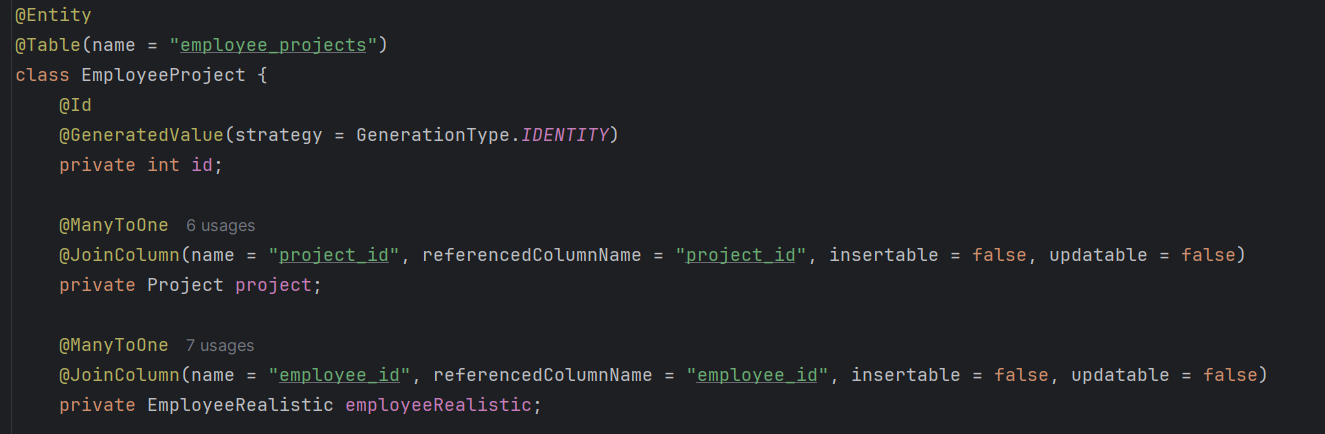 @Entity
@Table(name = "employee_projects")
class EmployeeProject {
@Id
@GeneratedValue(strategy = GenerationType.IDENTITY)
private int id;
@ManyToOne 6 usages
@JoinColumn(name = "project_id", referencedColumnName = "project_id", insertable = false, updatable = false)
private Project project;
@ManyToOne 7 usages
@JoinColumn(name = "employee_id", referencedColumnName = "employee_id", insertable = false, updatable = false)
private EmployeeRealistic employeeRealistic;